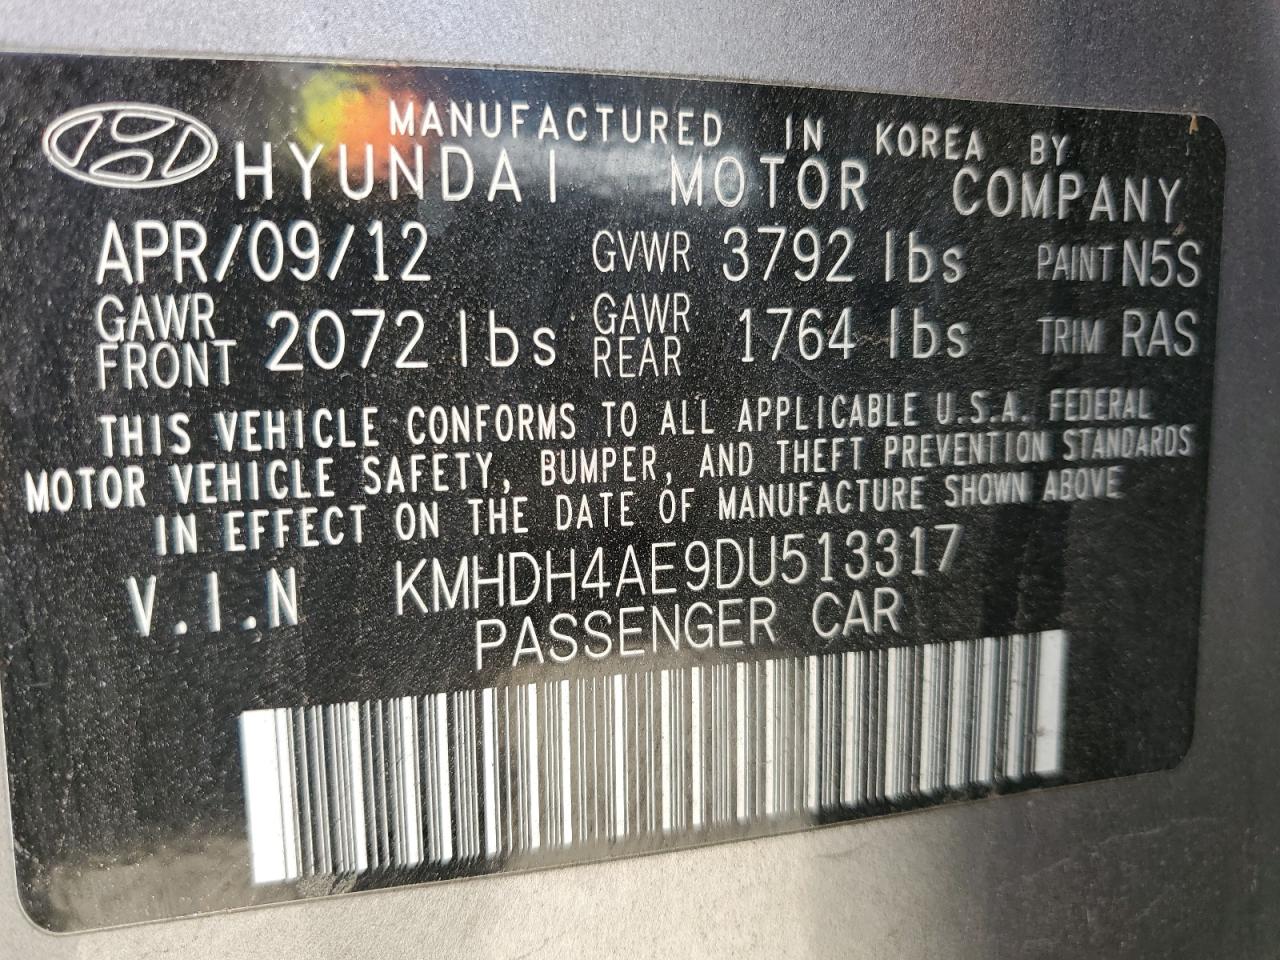 MANUFACTURED IN KOREA BY
HYUNDAI MOTOR COMPANY
APR/09/12 GVWR 3792 lbs PAINT N5S
GAWR FRONT 2072 lbs GAWR REAR 1764 lbs TRIM RAS
THIS VEHICLE CONFORMS TO ALL APPLICABLE U.S.A. FEDERAL
MOTOR VEHICLE SAFETY, BUMPER, AND THEFT PREVENTION STANDARDS
IN EFFECT ON THE DATE OF MANUFACTURE SHOWN ABOVE
V.I.N KMHDH4AE9DU513317
PASSENGER CAR